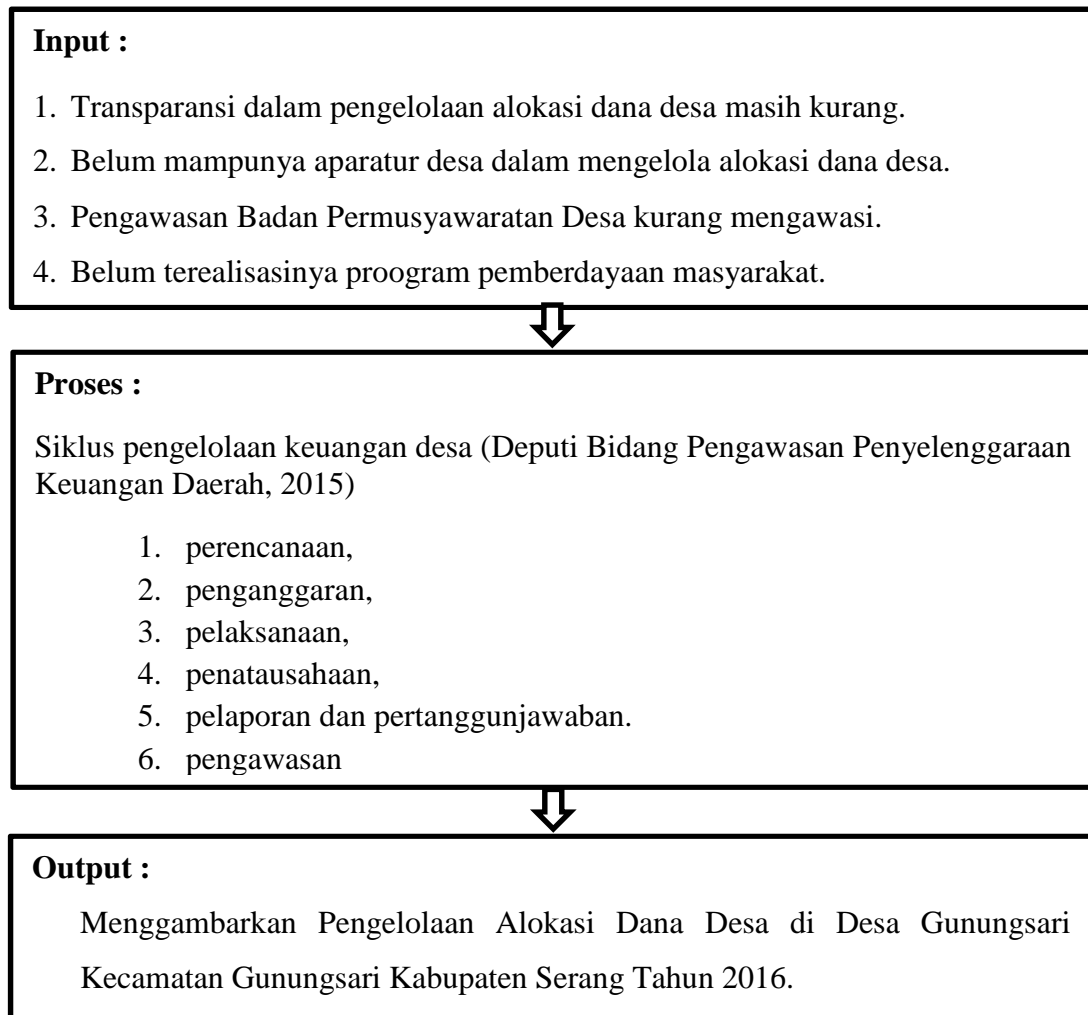 Input :
1. Transparansi dalam pengelolaan alokasi dana desa masih kurang.
2. Belum mampunya aparatur desa dalam mengelola alokasi dana desa.
3. Pengawasan Badan Permusyawaratan Desa kurang mengawasi.
4. Belum terealisasinya proogram pemberdayaan masyarakat.
Proses :
Siklus pengelolaan keuangan desa (Deputi Bidang Pengawasan Penyelenggaraan
Keuangan Daerah, 2015)
1. perencanaan,
2. penganggaran,
3. pelaksanaan,
4. penatausahaan,
5. pelaporan dan pertanggunjawaban.
6. pengawasan
Output :
Menggambarkan Pengelolaan Alokasi Dana Desa di Desa Gunungsari
Kecamatan Gunungsari Kabupaten Serang Tahun 2016.